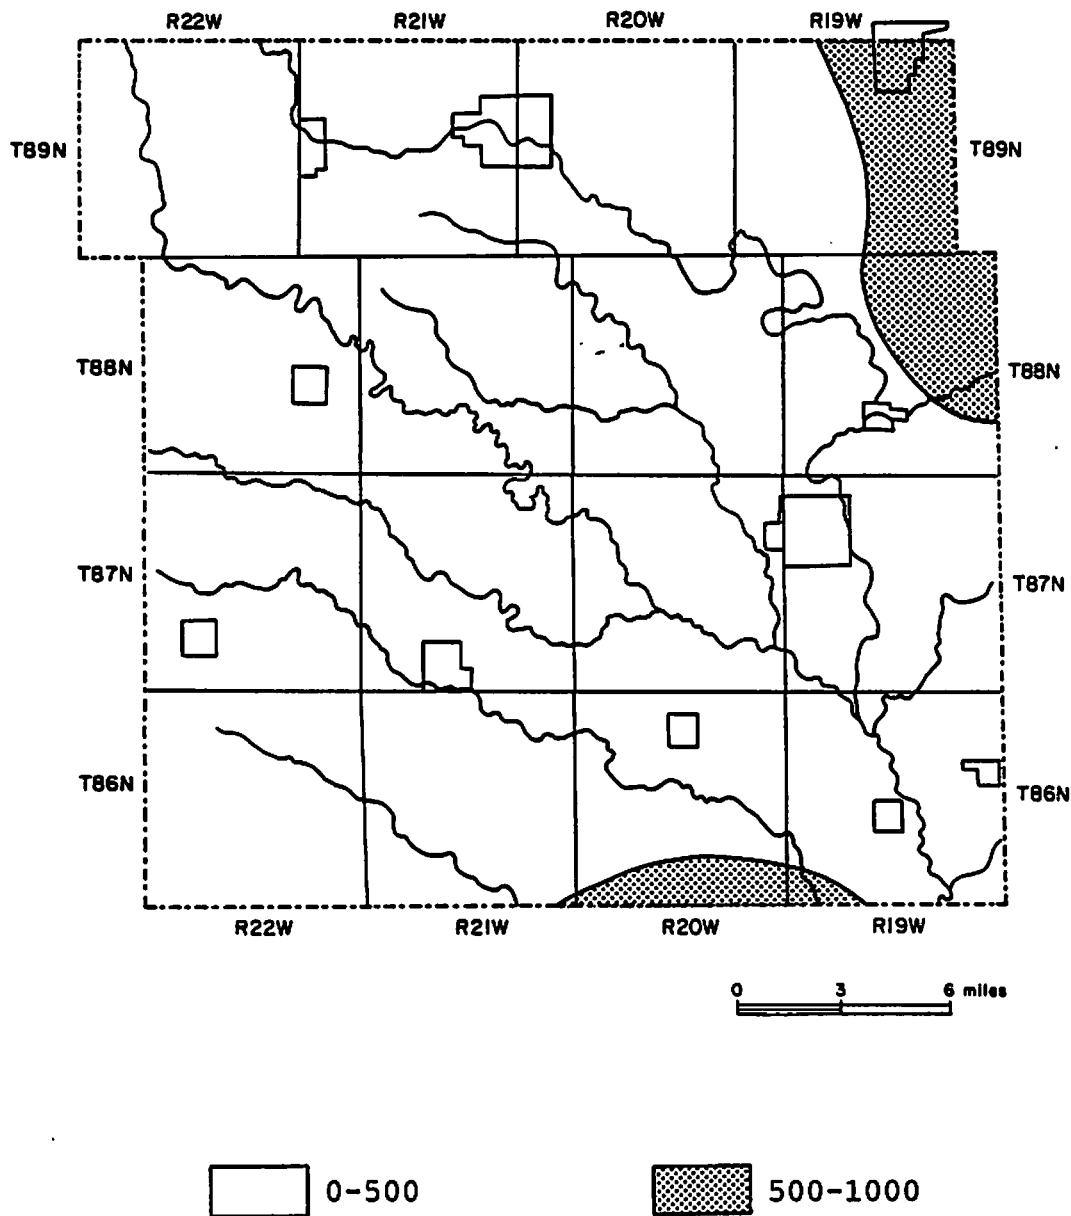 R22W R21W R20W R19W
T89N T89N
T88N T88N
T87N T87N
T86N T86N
R22W R21W R20W R19W
0 3 6 miles
0-500 500-1000